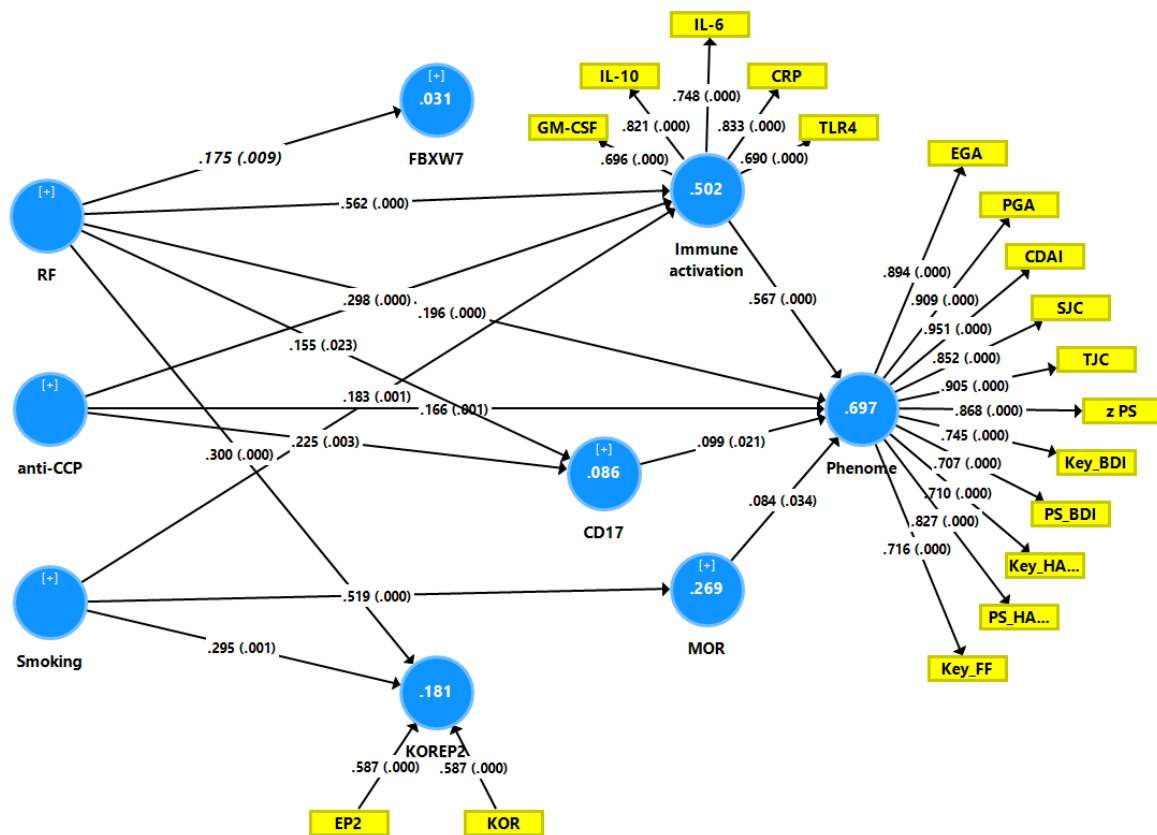 IL-6
IL-10
CRP
GM-CSF
TLR4
.748 (.000)
.821 (.000)
.833 (.000)
.696 (.000)
.690 (.000)
[+]
.031
FBXW7
.175 (.009)
[+]
RF
.562 (.000)
.502
Immune
activation
EGA
PGA
CDAI
SJC
TJC
z PS
Key_BDI
PS_BDI
Key_HA...
PS_HA...
Key_FF
.894 (.000)
.909 (.000)
.951 (.000)
.852 (.000)
.905 (.000)
.868 (.000)
.745 (.000)
.707 (.000)
.710 (.000)
.827 (.000)
.716 (.000)
.298 (.000)
.196 (.000)
.567 (.000)
.155 (.023)
[+]
anti-CCP
.183 (.001)
.166 (.001)
.697
Phenome
.225 (.003)
.300 (.000)
[+]
.086
CD17
.099 (.021)
.084 (.034)
[+]
Smoking
.519 (.000)
[+]
.269
MOR
.295 (.001)
.181
KOREP2
.587 (.000)
.587 (.000)
EP2
KOR